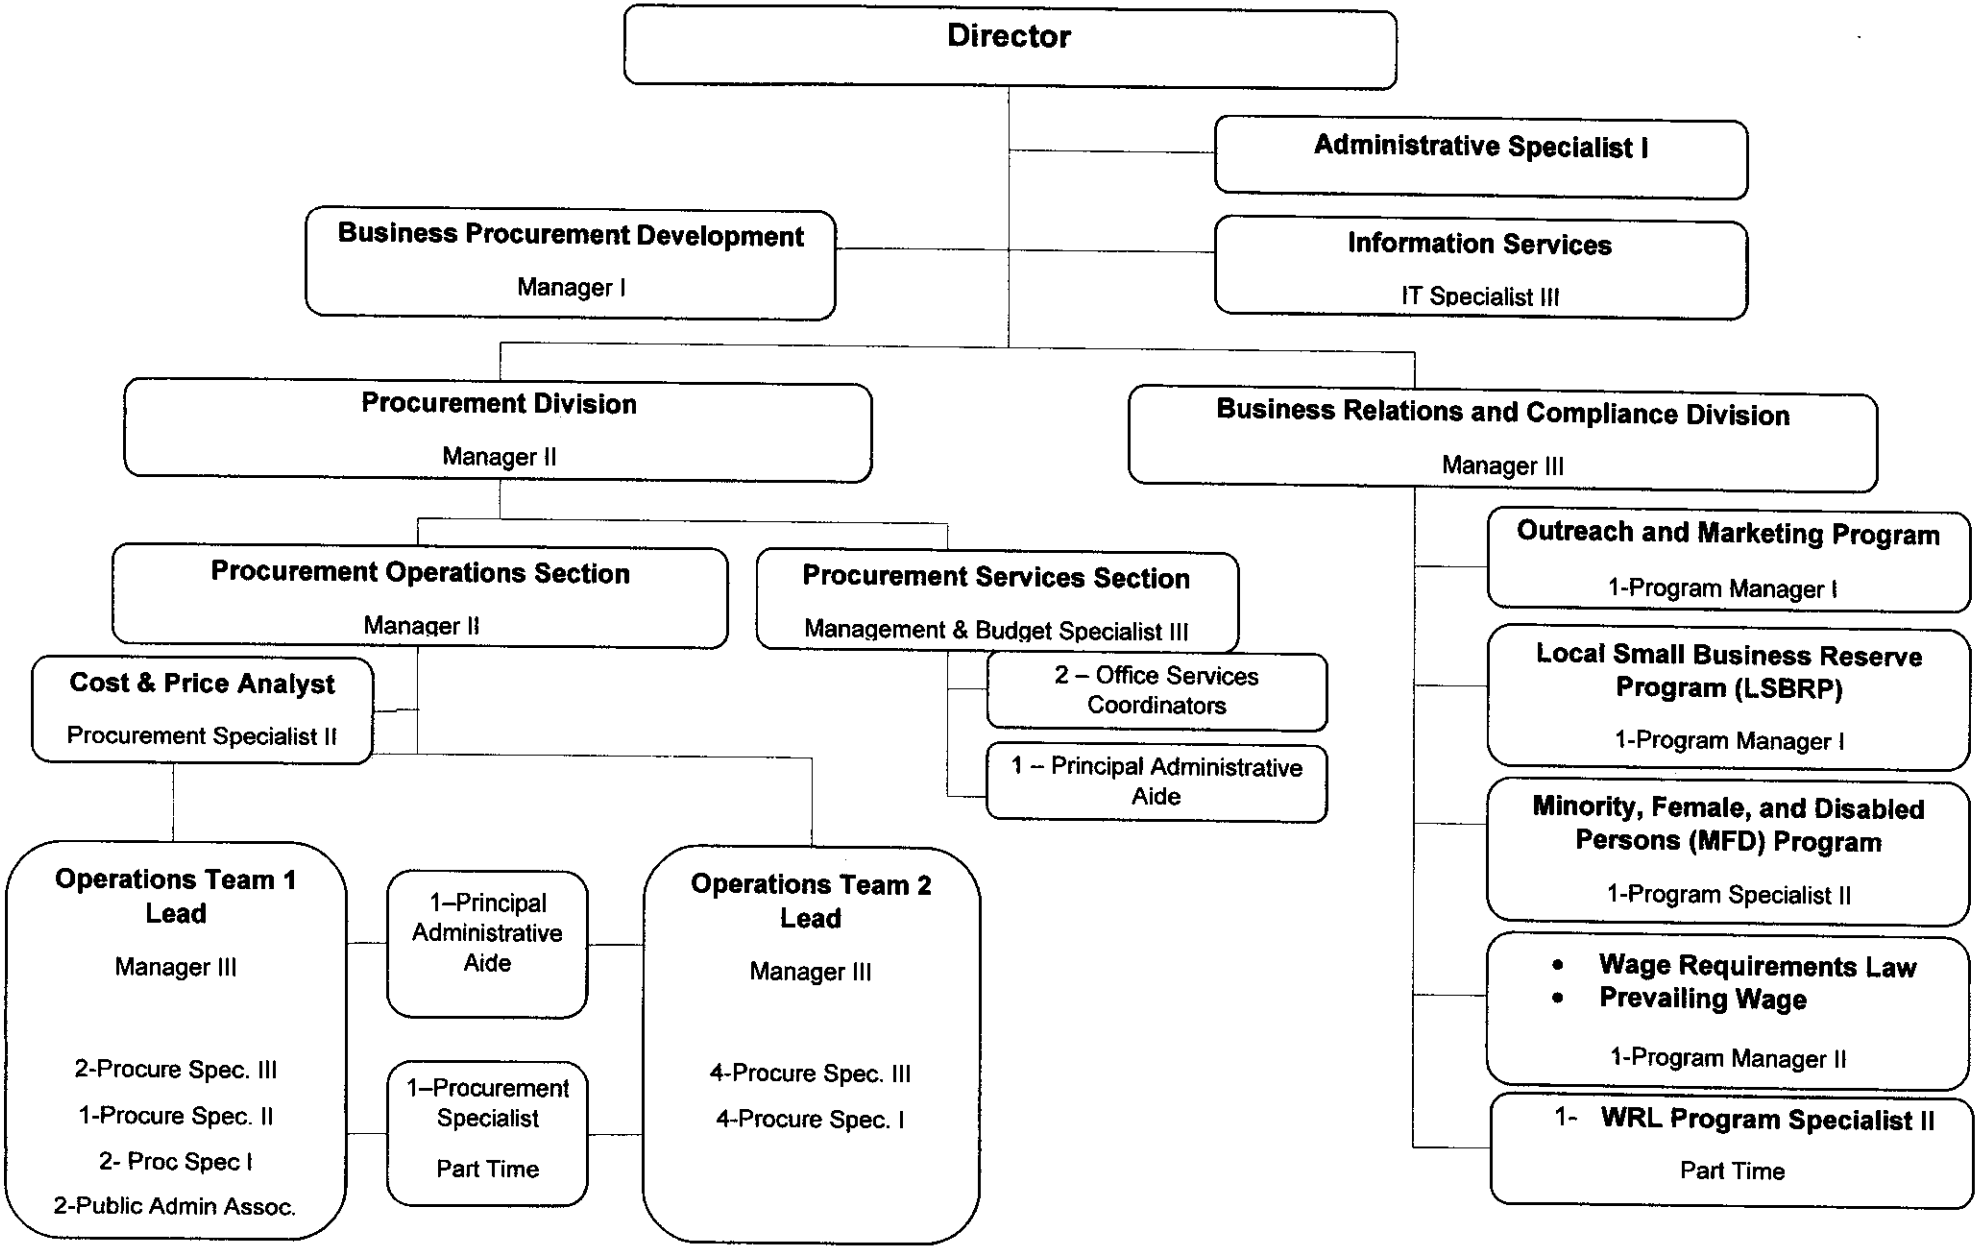 Director
Administrative Specialist I
Business Procurement Development
Manager I
Information Services
IT Specialist III
Procurement Division
Manager II
Business Relations and Compliance Division
Manager III
Procurement Operations Section
Manager II
Procurement Services Section
Management & Budget Specialist III
Cost & Price Analyst
Procurement Specialist II
2 – Office Services
Coordinators
1 – Principal Administrative
Aide
Operations Team 1
Lead
Manager III
2-Procure Spec. III
1-Procure Spec. II
2- Proc Spec I
2-Public Admin Assoc.
1–Principal
Administrative
Aide
1–Procurement
Specialist
Part Time
Operations Team 2
Lead
Manager III
4-Procure Spec. III
4-Procure Spec. I
Outreach and Marketing Program
1-Program Manager I
Local Small Business Reserve
Program (LSBRP)
1-Program Manager I
Minority, Female, and Disabled
Persons (MFD) Program
1-Program Specialist II
• Wage Requirements Law
• Prevailing Wage
1-Program Manager II
1- WRL Program Specialist II
Part Time